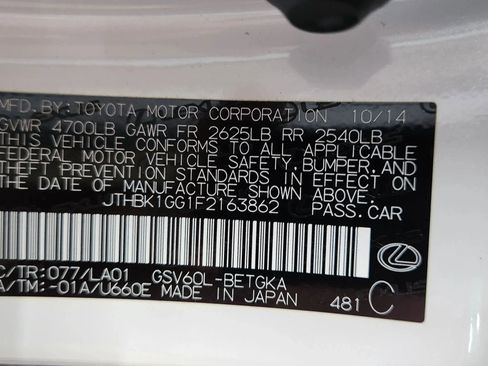 MFD. BY: TOYOTA MOTOR CORPORATION 10/14
GVWR 4700LB GAWR FR 2625LB RR 2540LB
THIS VEHICLE CONFORMS TO ALL APPLICABLE
FEDERAL MOTOR VEHICLE SAFETY, BUMPER, AND
THEFT PREVENTION STANDARDS IN EFFECT ON
THE DATE OF MANUFACTURE SHOWN ABOVE.
JTHBK1GG1F2163862 PASS.CAR
C/TR:077/LA01 GSV60L-BETGKA
A/TM:-01A/U660E MADE IN JAPAN 481 C